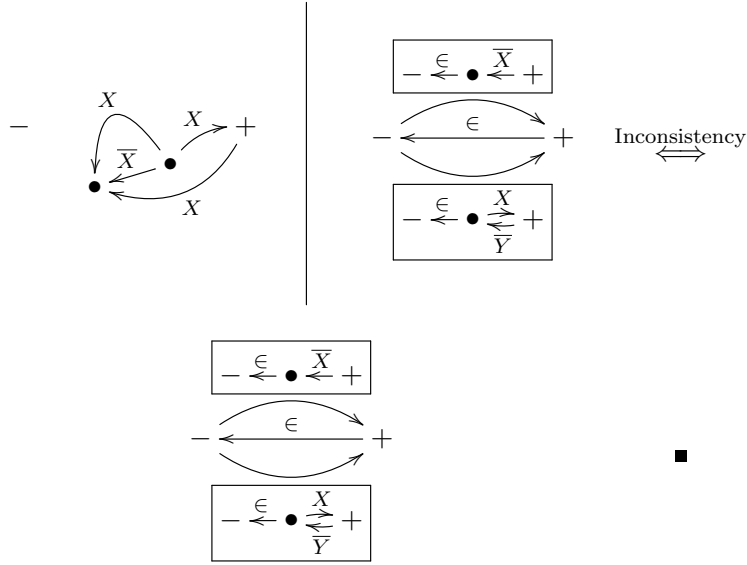 ∈ X̅
− ● +
X
X
− +
∈
− +
Inconsistency
⟺
X̅
X
∈ X
− ● +
Y̅
∈ X̅
− ● +
∈
− +
∈ X
− ● +
Y̅